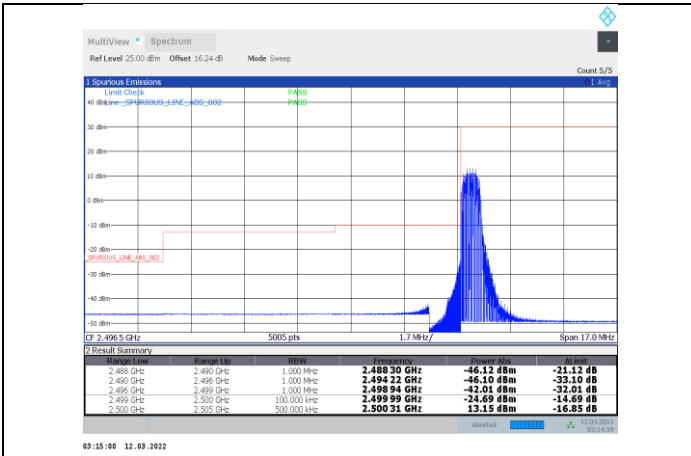 MultiView Spectrum
Ref Level 25.00 dBm Offset 16.24 dB Mode Sweep
Count 5/5
1 Spurious Emissions 1 Avg
Limit Check PASS
40 dBm Line _SPURIOUS_LINE_ABS_002 PASS
30 dBm
20 dBm
10 dBm
0 dBm
-10 dBm
-20 dBm
_SPURIOUS_LINE_ABS_002
-30 dBm
-40 dBm
-50 dBm
CF 2.4965 GHz 5005 pts 1.7 MHz/ Span 17.0 MHz
2 Result Summary
Range Low Range Up RBW Frequency Power Abs ΔLimit
2.488 GHz 2.490 GHz 1.000 MHz 2.488 30 GHz -46.12 dBm -21.12 dB
2.490 GHz 2.496 GHz 1.000 MHz 2.494 22 GHz -46.10 dBm -33.10 dB
2.496 GHz 2.499 GHz 1.000 MHz 2.498 94 GHz -42.01 dBm -32.01 dB
2.499 GHz 2.500 GHz 100.000 kHz 2.499 99 GHz -24.69 dBm -14.69 dB
2.500 GHz 2.505 GHz 500.000 kHz 2.500 31 GHz 13.15 dBm -16.85 dB
Aborted 12.03.2022
03:14:59
03:15:00 12.03.2022